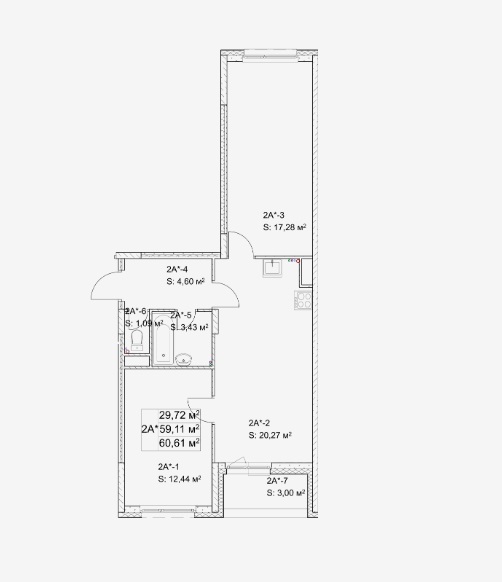 2А*-3
S: 17,28 м²
2А*-4
S: 4,60 м²
2А*-6
S: 1,09 м²
2А*-5
S: 3,43 м²
29,72 м²
2А* 59,11 м²
60,61 м²
2А*-2
S: 20,27 м²
2А*-1
S: 12,44 м²
2А*-7
S: 3,00 м²